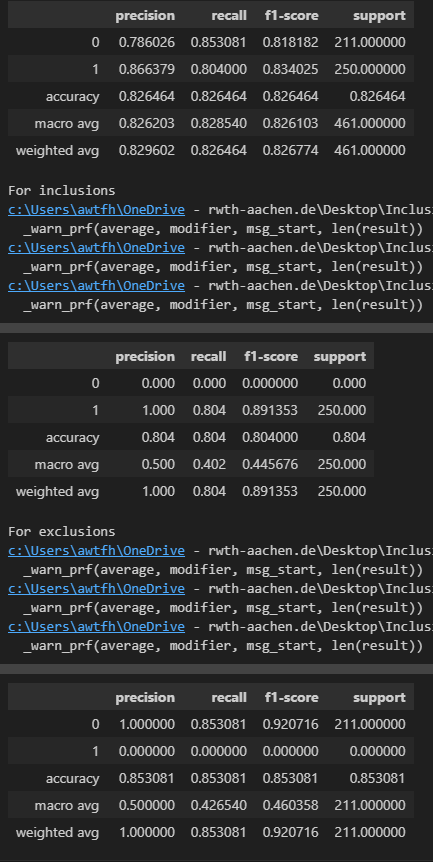 precision recall f1-score support
0 0.786026 0.853081 0.818182 211.000000
1 0.866379 0.804000 0.834025 250.000000
accuracy 0.826464 0.826464 0.826464 0.826464
macro avg 0.826203 0.828540 0.826103 461.000000
weighted avg 0.829602 0.826464 0.826774 461.000000
For inclusions
c:\Users\awtfh\OneDrive - rwth-aachen.de\Desktop\Inclus
_warn_prf(average, modifier, msg_start, len(result))
c:\Users\awtfh\OneDrive - rwth-aachen.de\Desktop\Inclus
_warn_prf(average, modifier, msg_start, len(result))
c:\Users\awtfh\OneDrive - rwth-aachen.de\Desktop\Inclus
_warn_prf(average, modifier, msg_start, len(result))
precision recall f1-score support
0 0.000 0.000 0.000000 0.000
1 1.000 0.804 0.891353 250.000
accuracy 0.804 0.804 0.804000 0.804
macro avg 0.500 0.402 0.445676 250.000
weighted avg 1.000 0.804 0.891353 250.000
For exclusions
c:\Users\awtfh\OneDrive - rwth-aachen.de\Desktop\Inclus
_warn_prf(average, modifier, msg_start, len(result))
c:\Users\awtfh\OneDrive - rwth-aachen.de\Desktop\Inclus
_warn_prf(average, modifier, msg_start, len(result))
c:\Users\awtfh\OneDrive - rwth-aachen.de\Desktop\Inclus
_warn_prf(average, modifier, msg_start, len(result))
precision recall f1-score support
0 1.000000 0.853081 0.920716 211.000000
1 0.000000 0.000000 0.000000 0.000000
accuracy 0.853081 0.853081 0.853081 0.853081
macro avg 0.500000 0.426540 0.460358 211.000000
weighted avg 1.000000 0.853081 0.920716 211.000000